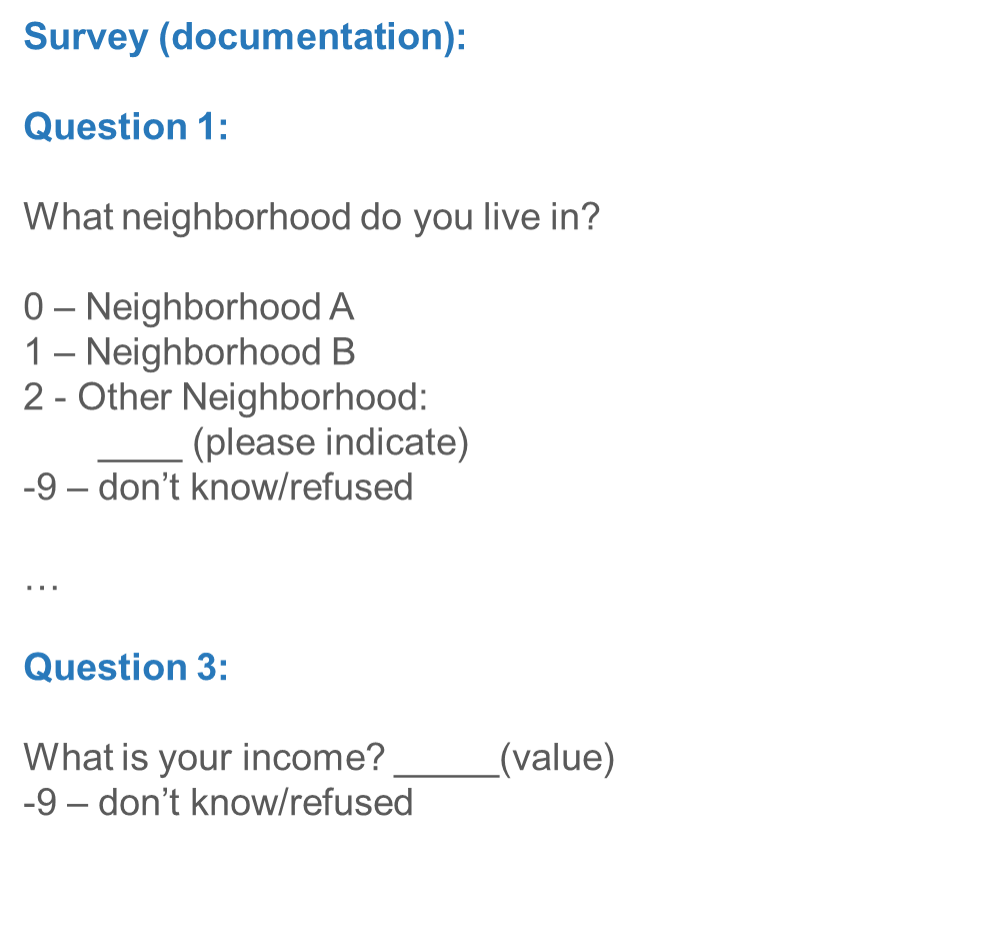 Survey (documentation):
Question 1:
What neighborhood do you live in?
0 – Neighborhood A
1 – Neighborhood B
2 - Other Neighborhood:
____ (please indicate)
-9 – don’t know/refused
…
Question 3:
What is your income? _____(value)
-9 – don’t know/refused